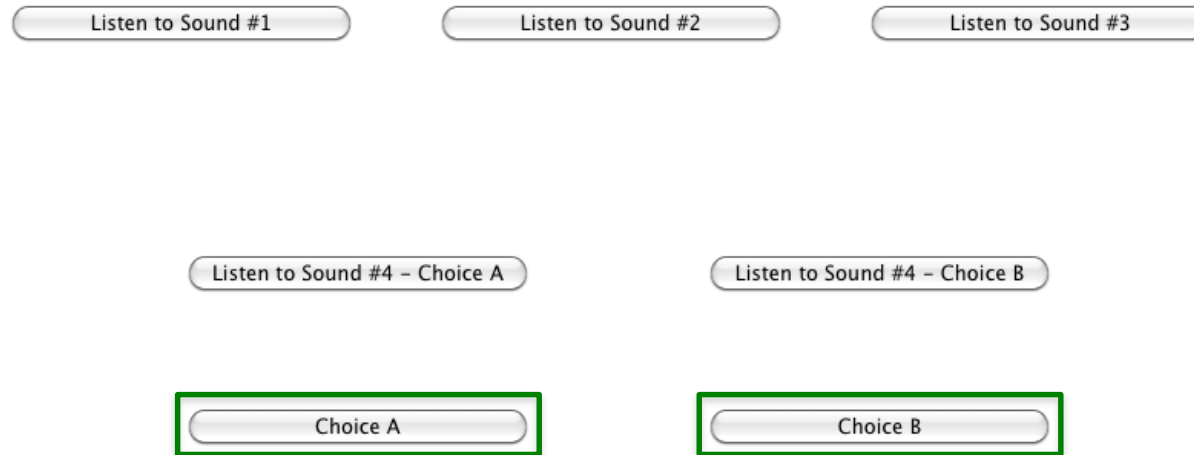 Listen to Sound #1
Listen to Sound #2
Listen to Sound #3
Listen to Sound #4 – Choice A
Listen to Sound #4 – Choice B
Choice A
Choice B